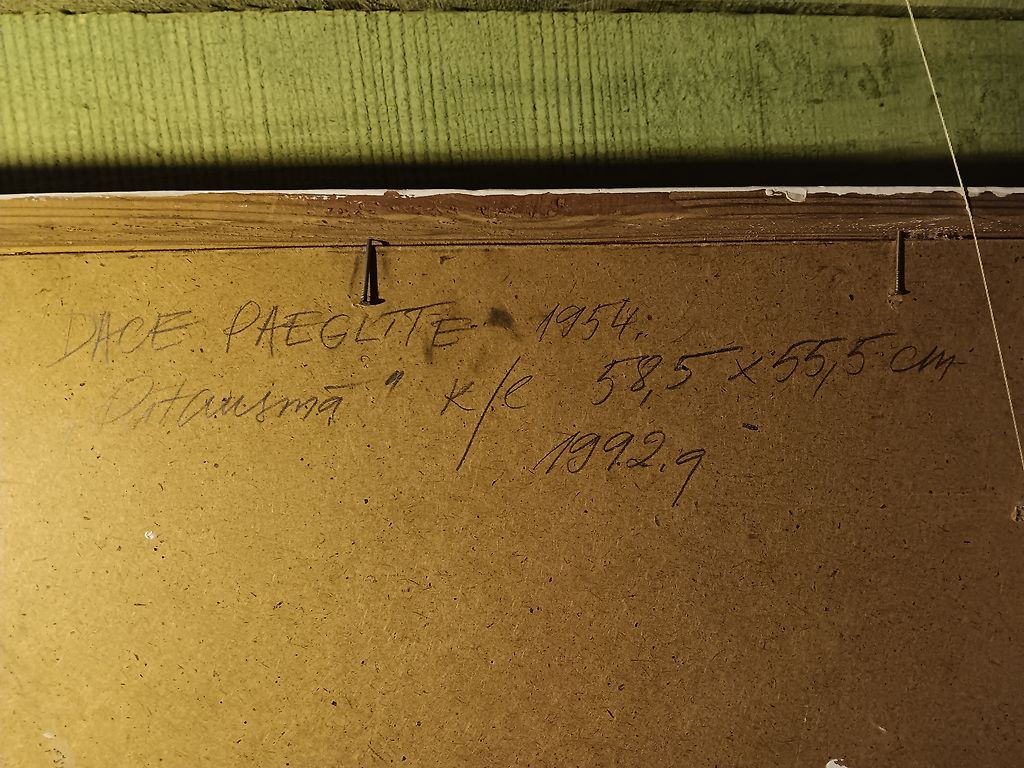 DACE PAEGLĪTE 1954.
„Ortausmā" K/e 58,5 x 55,5 cm
1992.g